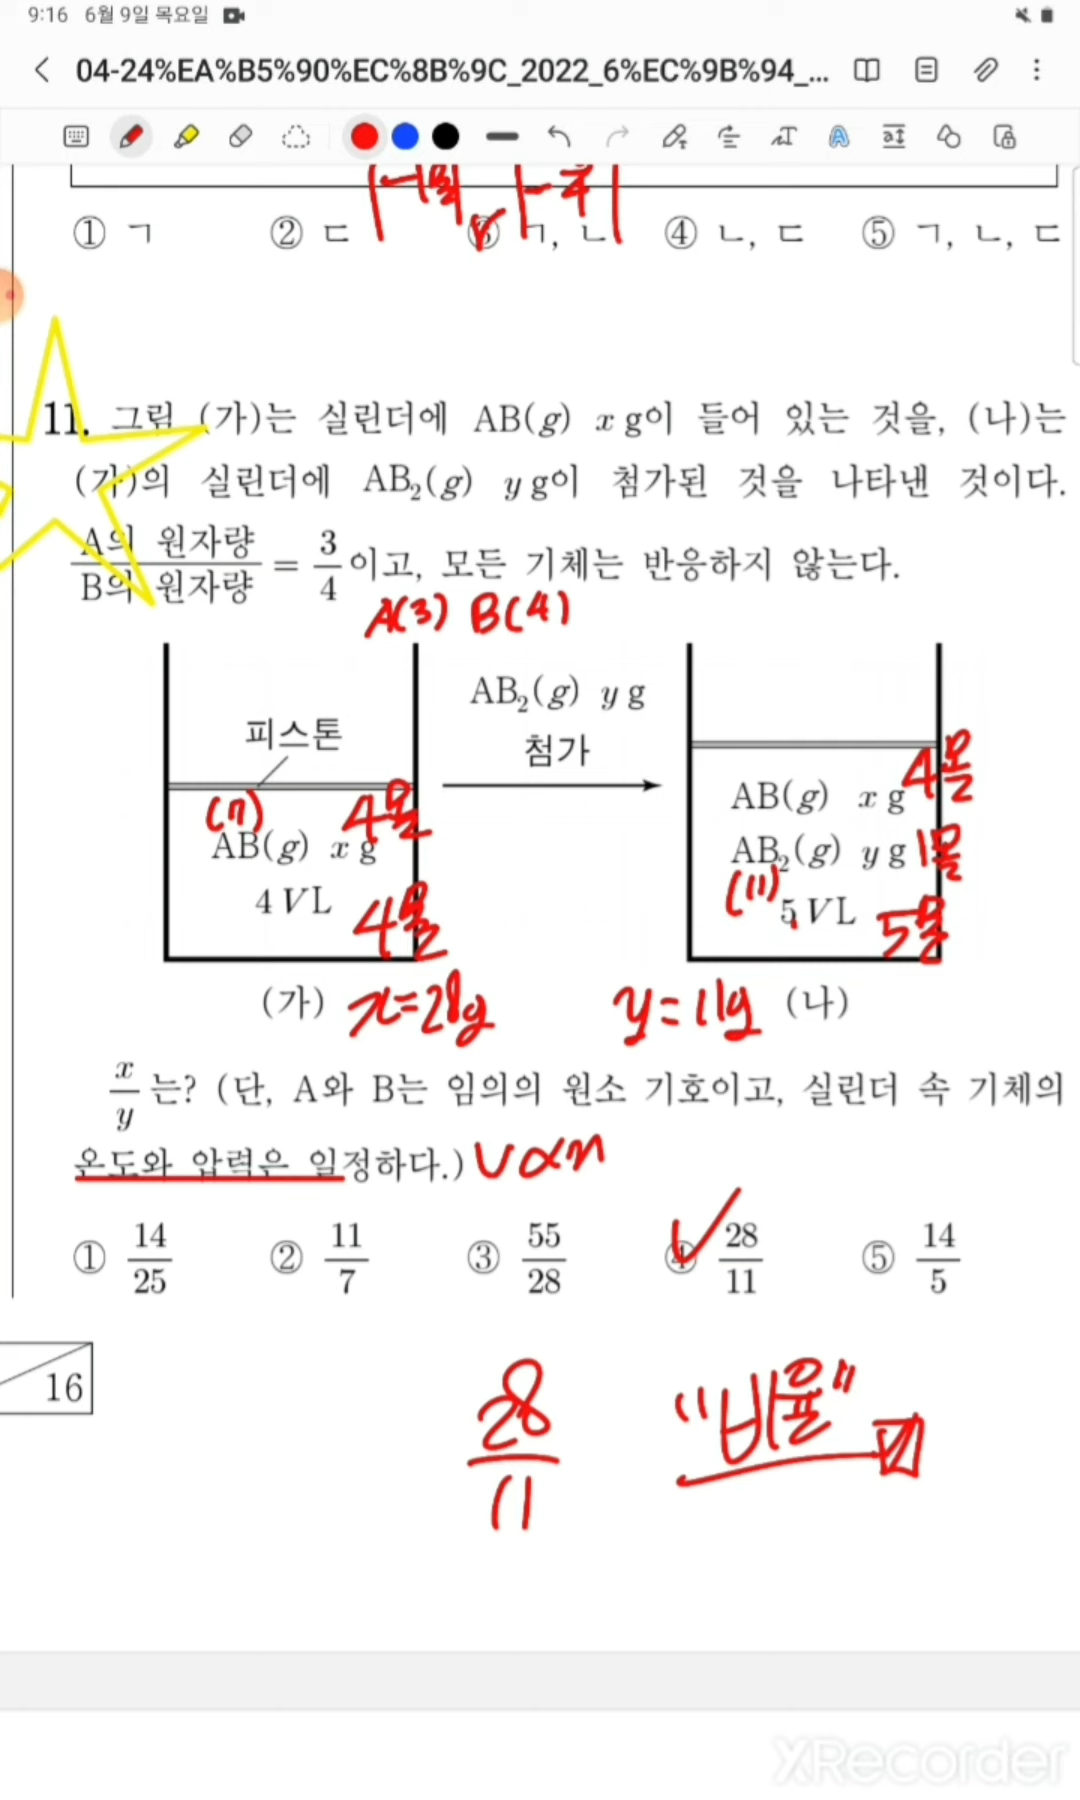 9:16 6월 9일 목요일
04-24%EA%B5%90%EC%8B%9C_2022_6%EC%9B%94_...
① ㄱ ② ㄷ ③ ㄱ, ㄴ ④ ㄴ, ㄷ ⑤ ㄱ, ㄴ, ㄷ
11. 그림 (가)는 실린더에 AB(g) x g이 들어 있는 것을, (나)는
(가)의 실린더에 AB₂(g) y g이 첨가된 것을 나타낸 것이다.
A의 원자량 / B의 원자량 = 3/4 이고, 모든 기체는 반응하지 않는다.
A(3) B(4)
피스톤
(7) 4몰
AB(g) x g
4 VL 4몰
(가) x=28g
AB₂(g) y g
첨가
AB(g) x g 4몰
AB₂(g) y g 1몰
(11) 5 VL 5몰
y=11g (나)
x/y 는? (단, A와 B는 임의의 원소 기호이고, 실린더 속 기체의
온도와 압력은 일정하다.) V∝n
① 14/25 ② 11/7 ③ 55/28 ④ 28/11 ⑤ 14/5
16
28/11 "비율"
XRecorder